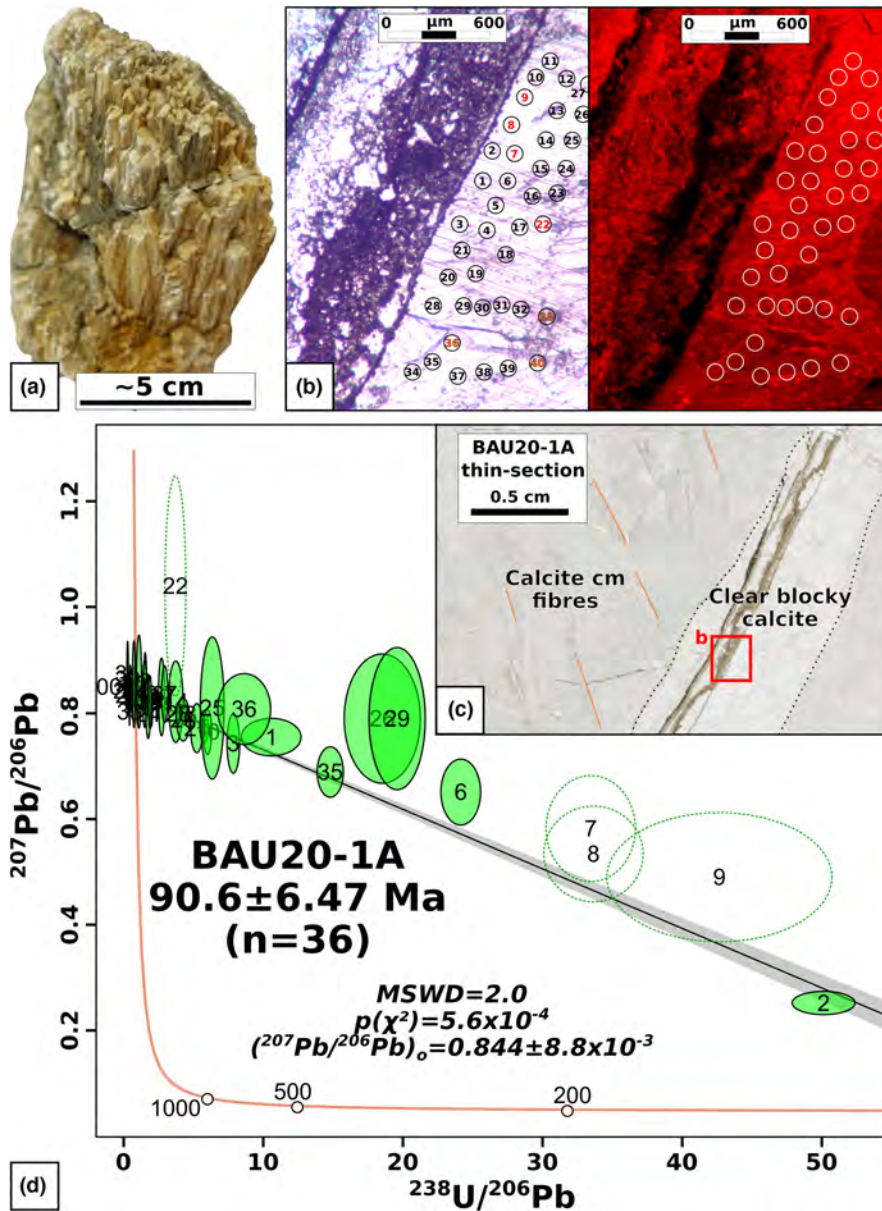 (a)
~5 cm
0 µm 600
0 µm 600
11
10
12
27
9
13
26
8
14
25
2
7
15
24
1
6
16
23
5
3
4
17
22
21
18
20
19
28
29
30
31
32
36
35
34
37
38
39
40
(b)
BAU20-1A
thin-section
0.5 cm
Calcite cm
fibres
Clear blocky
calcite
b
(c)
²⁰⁷Pb/²⁰⁶Pb
1.2
1.0
0.8
0.6
0.4
0.2
22
25
36
3
1
35
29
6
7
8
9
2
BAU20-1A
90.6±6.47 Ma
(n=36)
MSWD=2.0
p(χ²)=5.6x10⁻⁴
(²⁰⁷Pb/²⁰⁶Pb)ₒ=0.844±8.8x10⁻³
1000
500
200
0 10 20 30 40 50
²³⁸U/²⁰⁶Pb
(d)